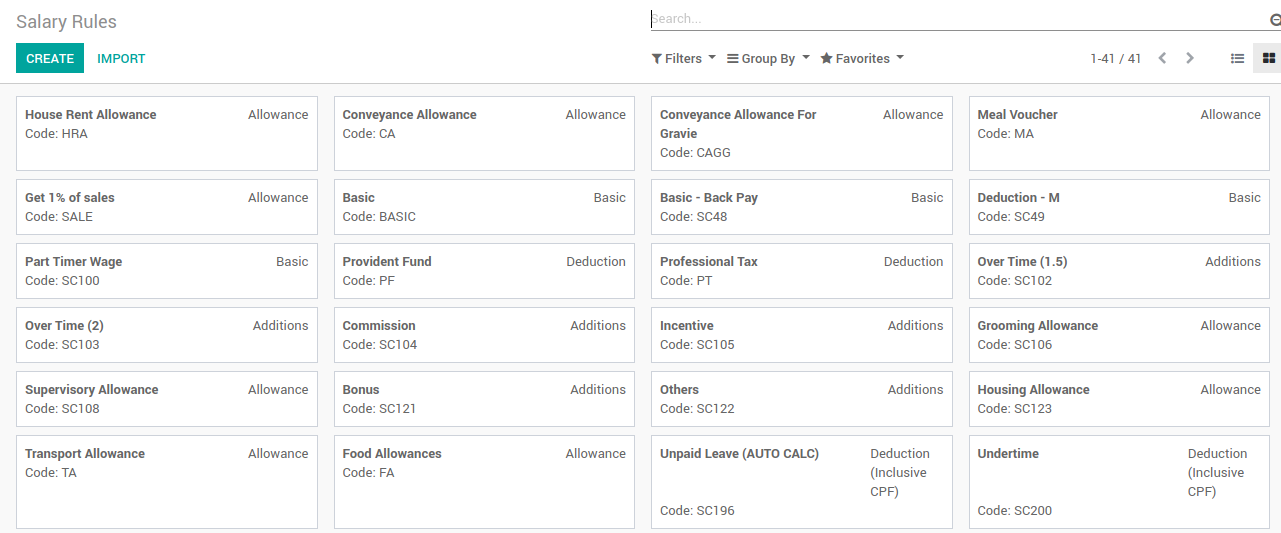 Salary Rules
Search...
CREATE IMPORT
Filters Group By Favorites
1-41 / 41
House Rent Allowance Allowance
Code: HRA
Conveyance Allowance Allowance
Code: CA
Conveyance Allowance For Allowance
Gravie
Code: CAGG
Meal Voucher Allowance
Code: MA
Get 1% of sales Allowance
Code: SALE
Basic Basic
Code: BASIC
Basic - Back Pay Basic
Code: SC48
Deduction - M Basic
Code: SC49
Part Timer Wage Basic
Code: SC100
Provident Fund Deduction
Code: PF
Professional Tax Deduction
Code: PT
Over Time (1.5) Additions
Code: SC102
Over Time (2) Additions
Code: SC103
Commission Additions
Code: SC104
Incentive Additions
Code: SC105
Grooming Allowance Allowance
Code: SC106
Supervisory Allowance Allowance
Code: SC108
Bonus Additions
Code: SC121
Others Additions
Code: SC122
Housing Allowance Allowance
Code: SC123
Transport Allowance Allowance
Code: TA
Food Allowances Allowance
Code: FA
Unpaid Leave (AUTO CALC) Deduction
(Inclusive
CPF)
Code: SC196
Undertime Deduction
(Inclusive
CPF)
Code: SC200